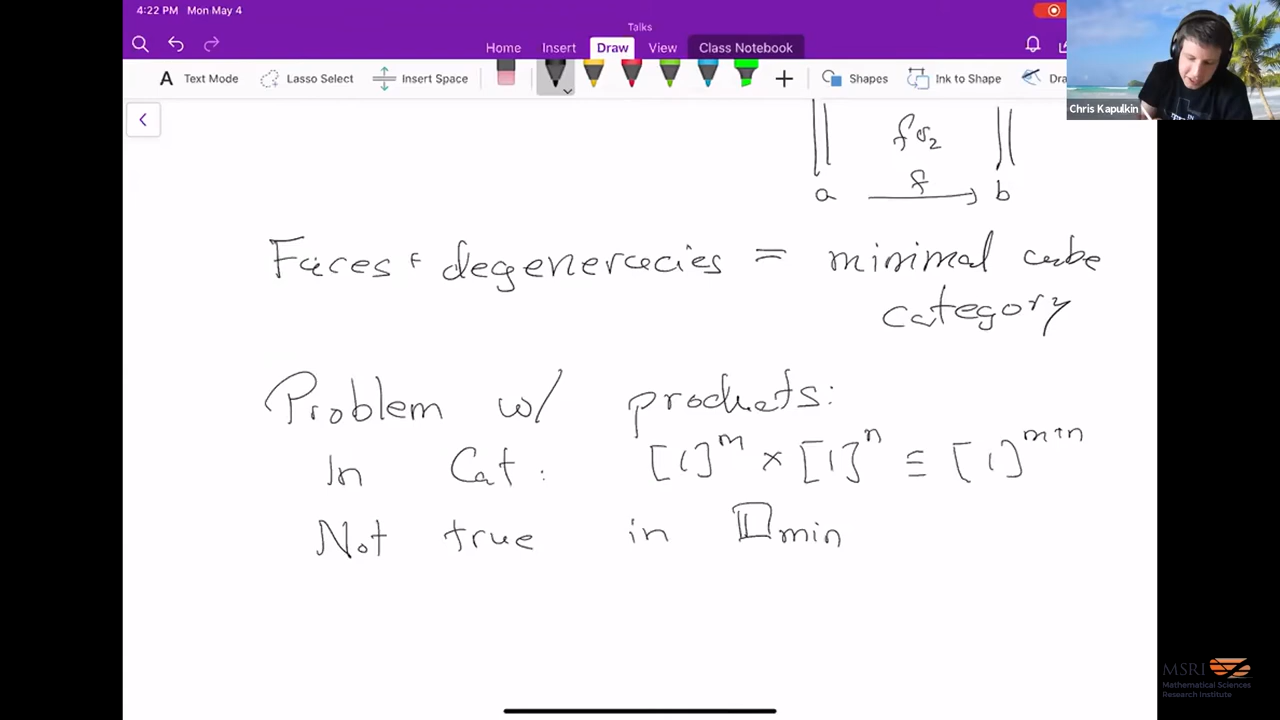 4:22 PM Mon May 4
Talks
Home Insert Draw View Class Notebook
A Text Mode Lasso Select Insert Space + Shapes Ink to Shape Dra
Chris Kapulkin
fσ₂
f
a b
Faces + degeneracies = minimal cube
category
Problem w/ products:
In Cat: [1]ᵐ × [1]ⁿ ≅ [1]ᵐ⁺ⁿ
Not true in □min
MSRI
Mathematical Sciences
Research Institute